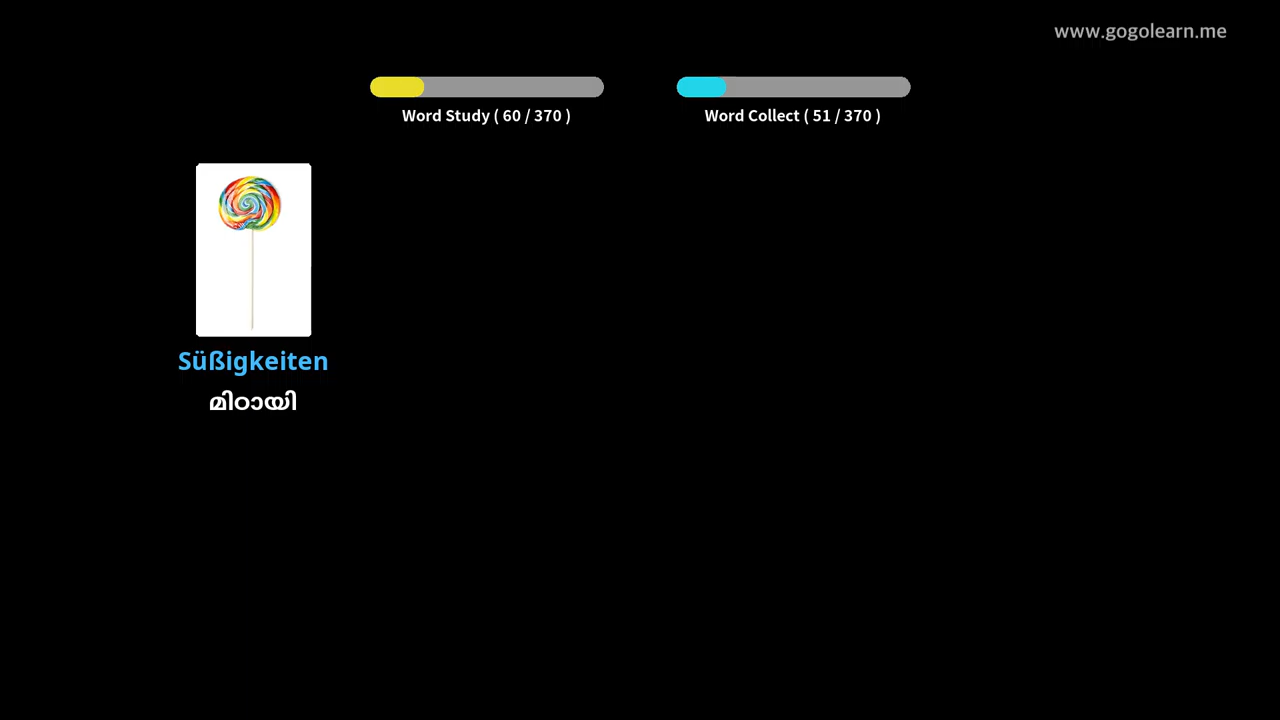 www.gogolearn.me
Word Study ( 60 / 370 )
Word Collect ( 51 / 370 )
Süßigkeiten
മിഠായി